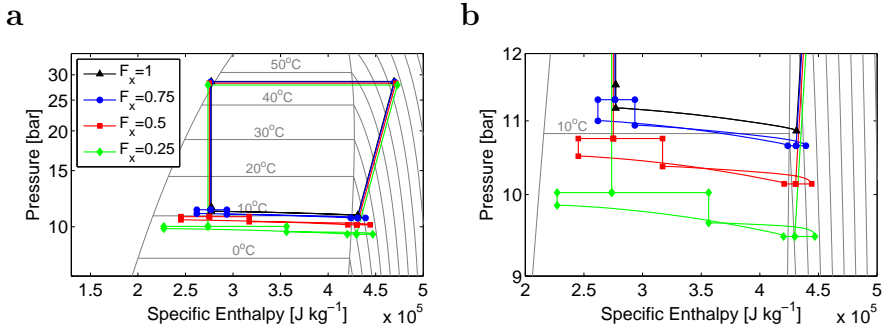 a
b
F_x=1
F_x=0.75
F_x=0.5
F_x=0.25
50°C
40°C
30°C
20°C
10°C
0°C
30
25
20
15
10
Pressure [bar]
1.5 2 2.5 3 3.5 4 4.5 5
Specific Enthalpy [J kg⁻¹]
x 10⁵
12
11
10
9
Pressure [bar]
10°C
2 2.5 3 3.5 4 4.5 5
Specific Enthalpy [J kg⁻¹]
x 10⁵